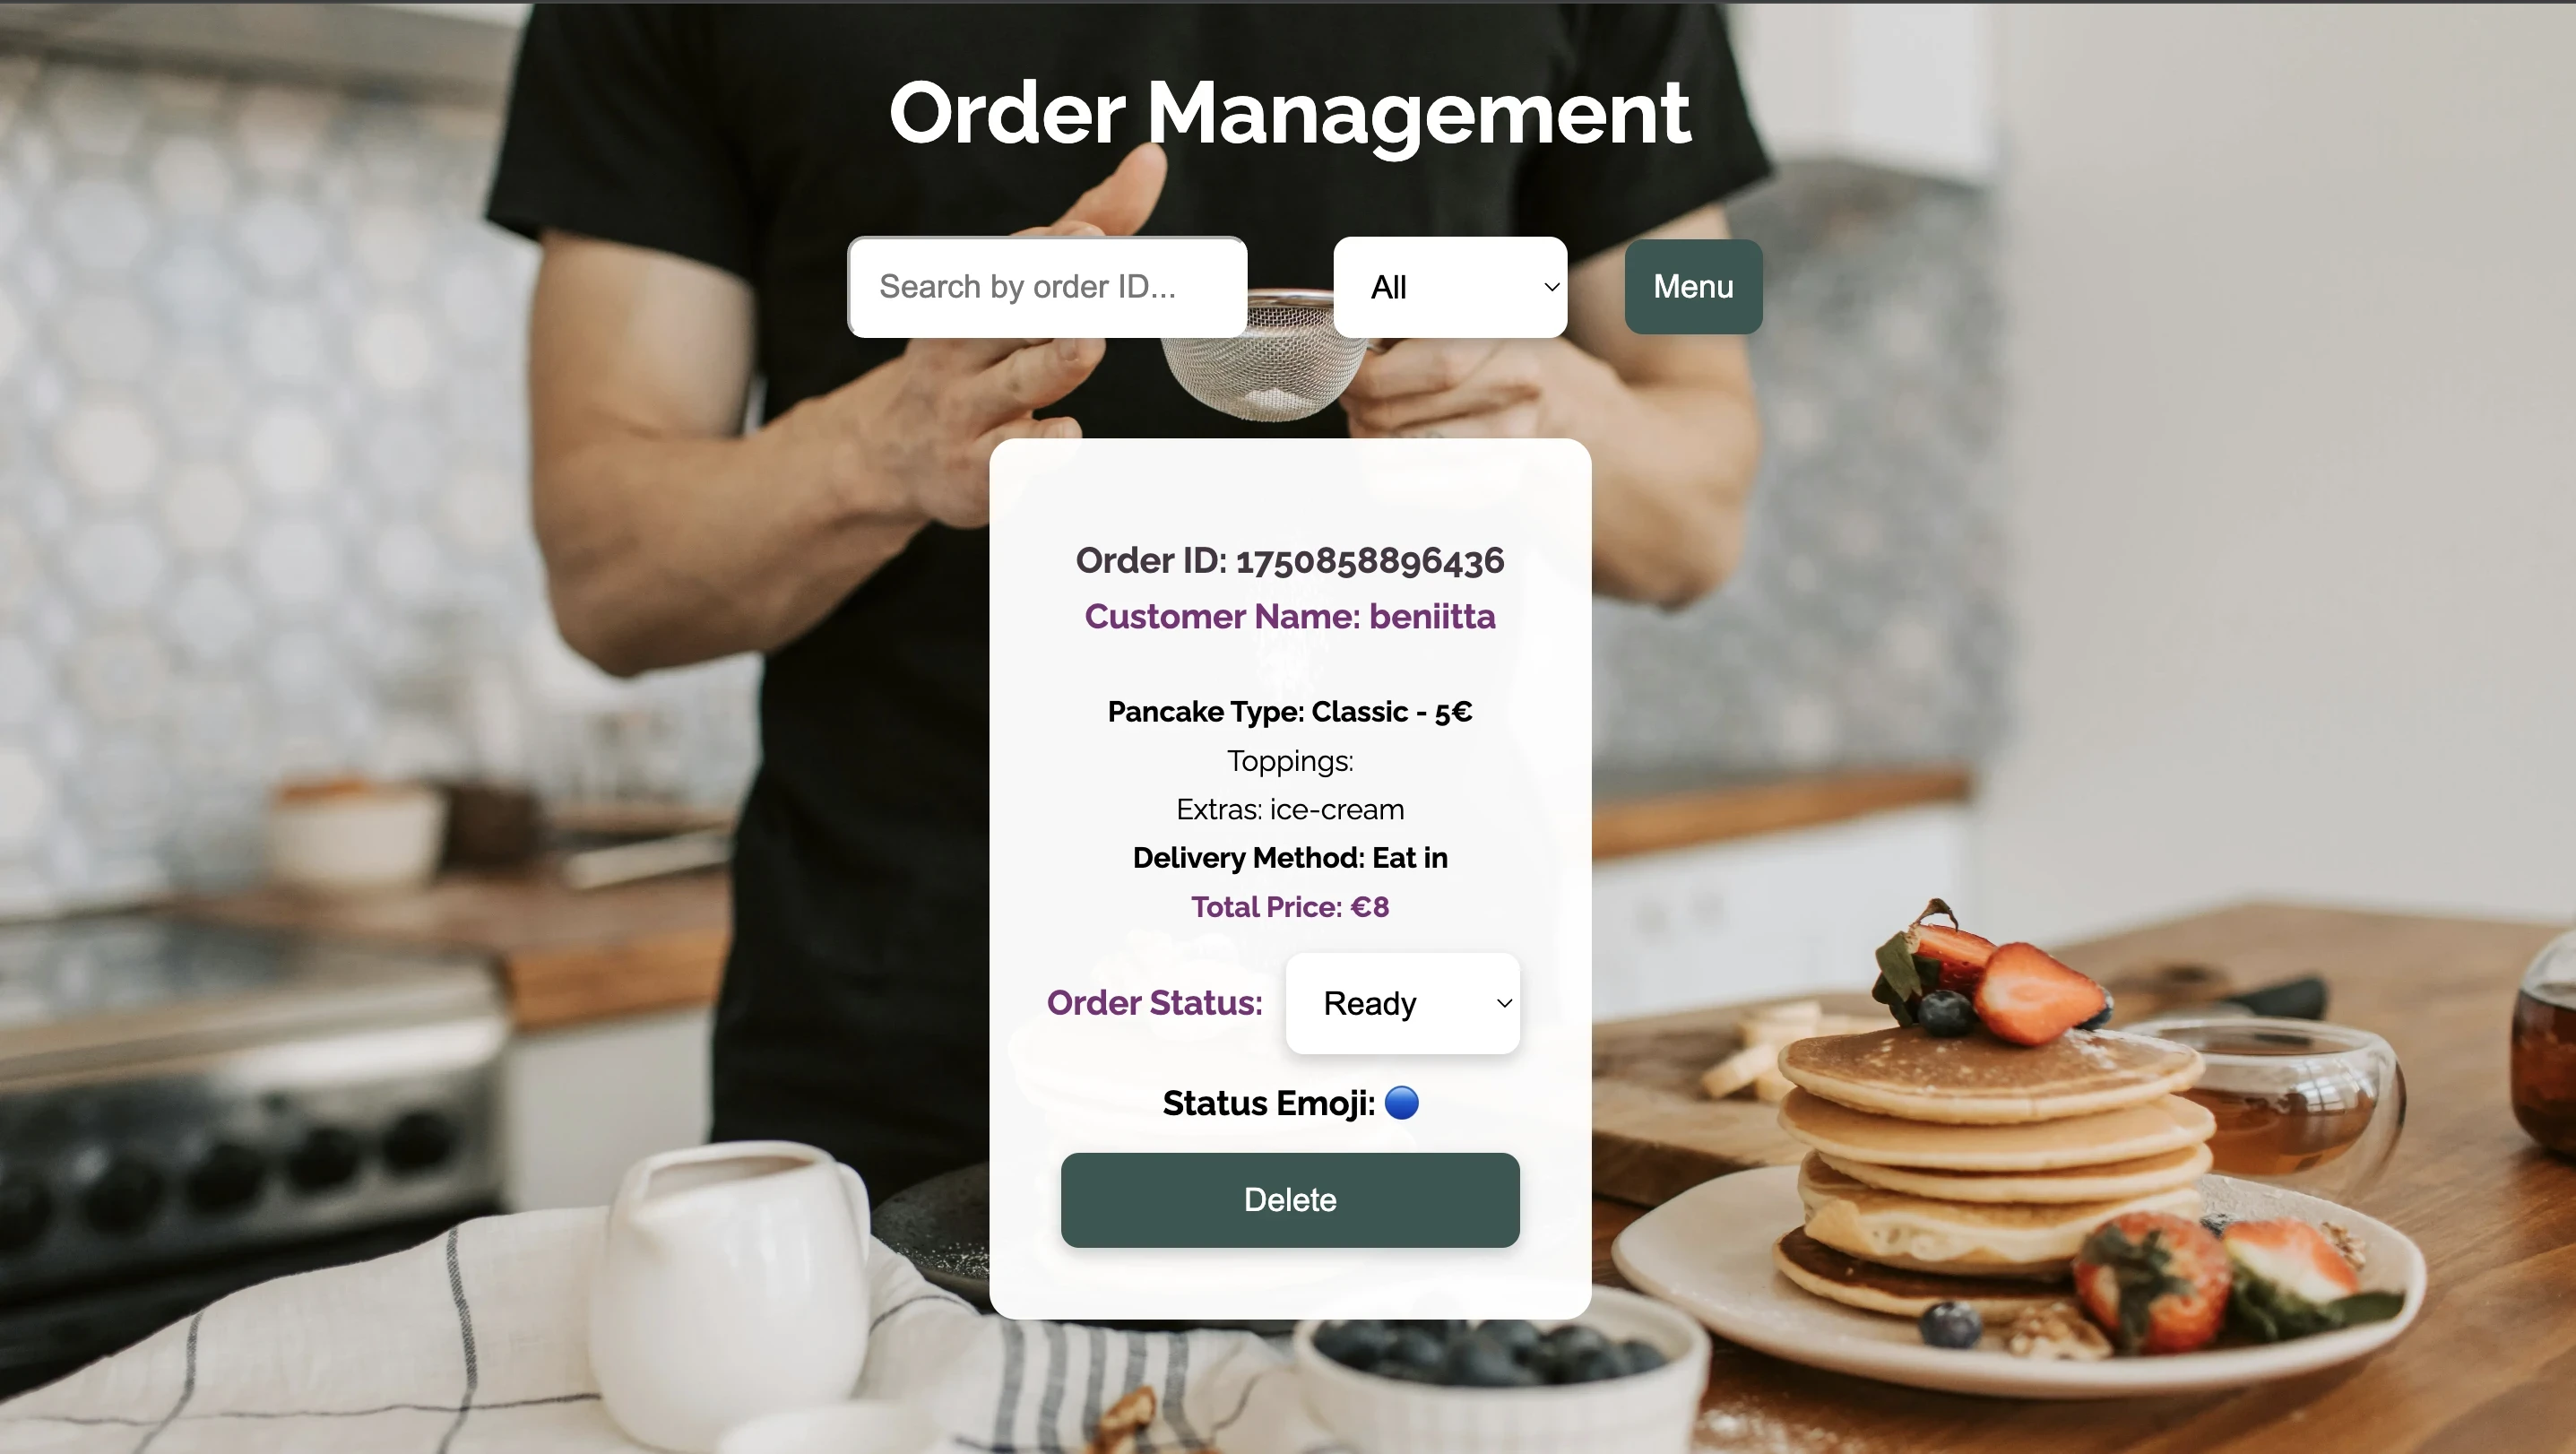 Order Management
Search by order ID...
All
Menu
Order ID: 1750858896436
Customer Name: beniitta
Pancake Type: Classic - 5€
Toppings:
Extras: ice-cream
Delivery Method: Eat in
Total Price: €8
Order Status: Ready
Status Emoji: 🔵
Delete